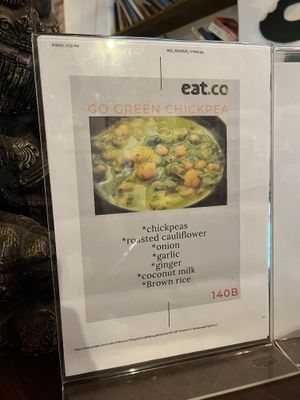 eat.co
GO GREEN CHICKPEA
*chickpeas
*roasted cauliflower
*onion
*garlic
*ginger
*coconut milk
*Brown rice
140B